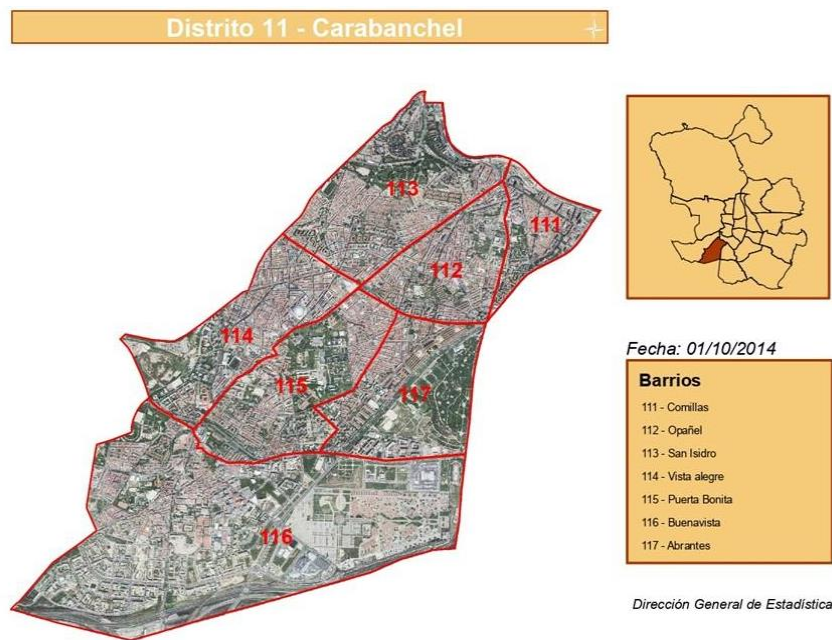 Distrito 11 - Carabanchel
113
111
112
114
115
117
116
Fecha: 01/10/2014
Barrios
111 - Comillas
112 - Opañel
113 - San Isidro
114 - Vista alegre
115 - Puerta Bonita
116 - Buenavista
117 - Abrantes
Dirección General de Estadística